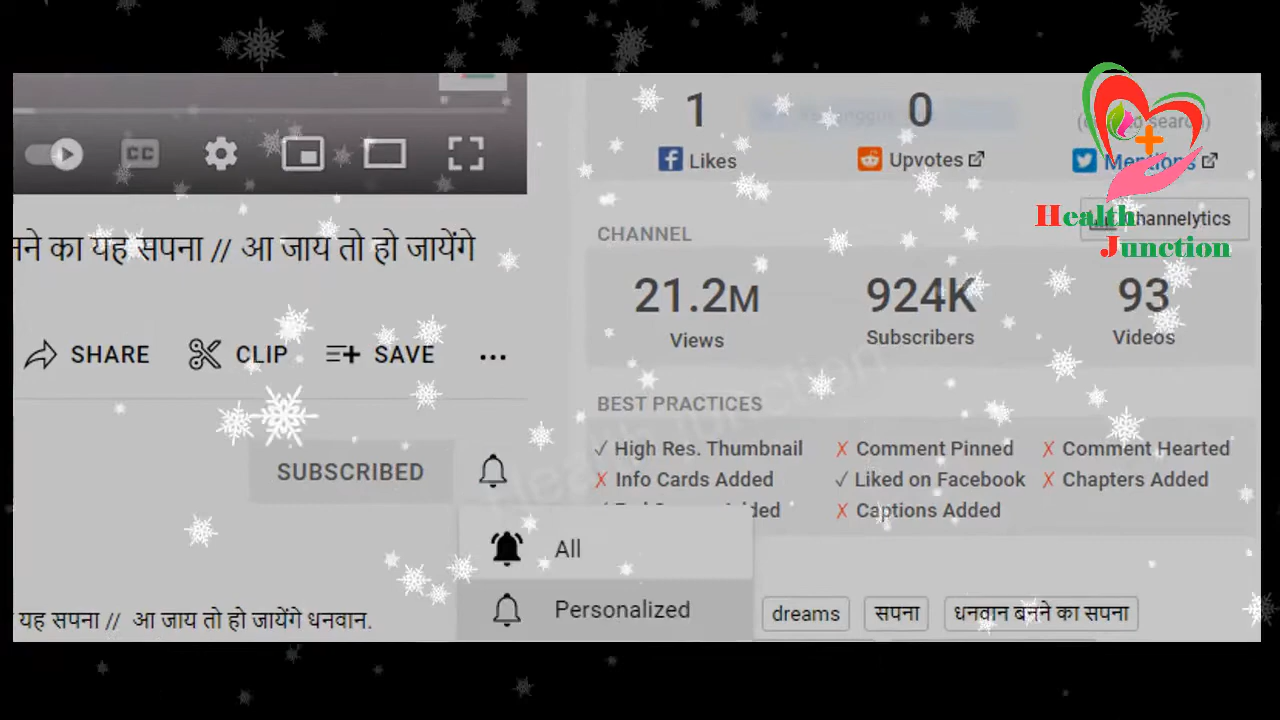 1
Likes
0
Upvotes
Mentions
Health
Junction
CC
ने का यह सपना // आ जाय तो हो जायेंगे
CHANNEL
21.2M
Views
924K
Subscribers
93
Videos
SHARE
CLIP
SAVE
BEST PRACTICES
✓ High Res. Thumbnail
✗ Comment Pinned
✗ Comment Hearted
✗ Info Cards Added
✓ Liked on Facebook
✗ Chapters Added
✗ Captions Added
SUBSCRIBED
All
Personalized
यह सपना // आ जाय तो हो जायेंगे धनवान.
dreams
सपना
धनवान बनने का सपना